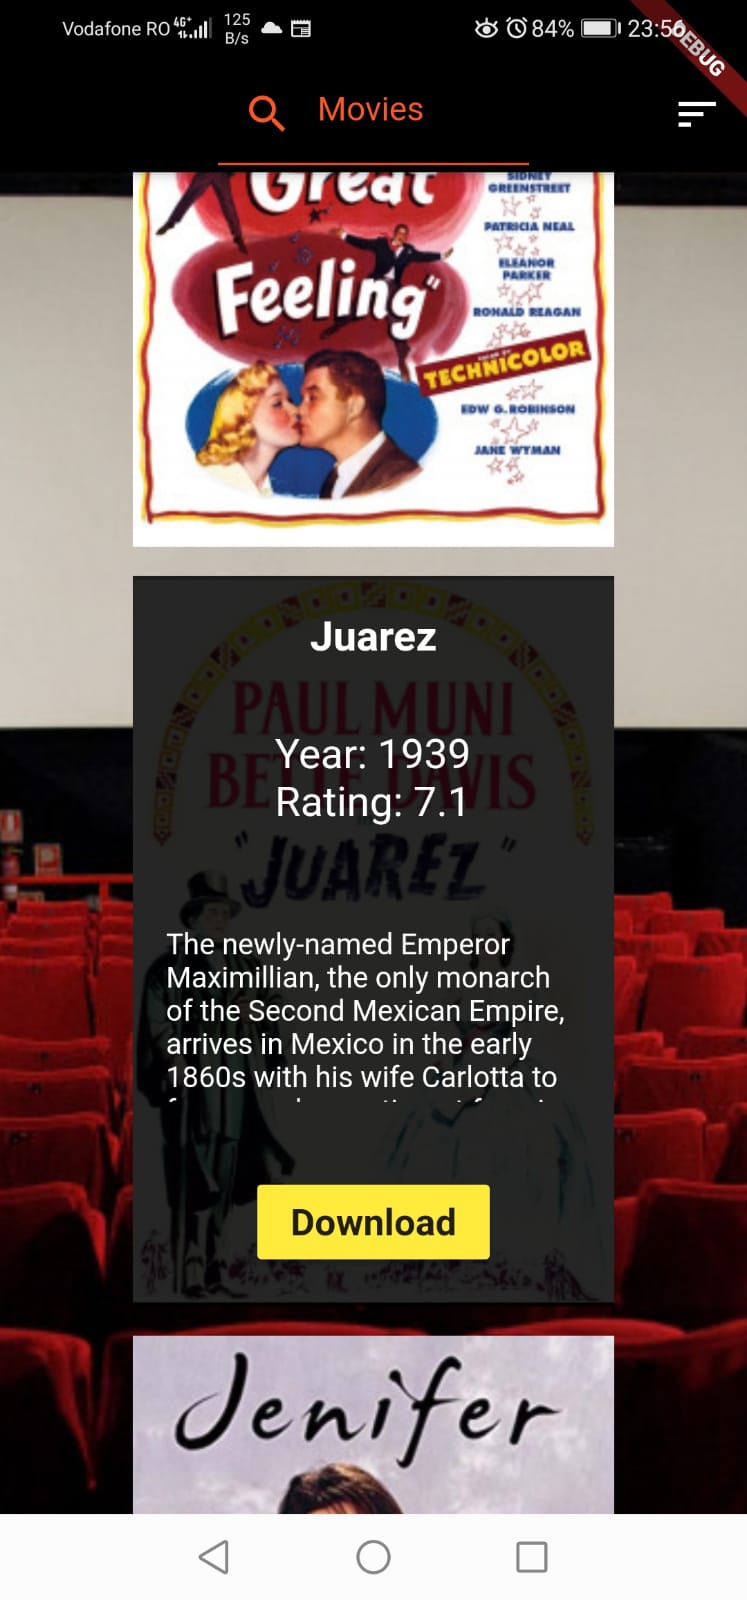 Vodafone RO 4G+ 125 B/s 84% 23:56
DEBUG
Movies
Great
Feeling"
SIDNEY
GREENSTREET
PATRICIA NEAL
ELEANOR
PARKER
RONALD REAGAN
TECHNICOLOR
EDW G. ROBINSON
JANE WYMAN
Juarez
PAUL MUNI
Year: 1939
BETTE DAVIS
Rating: 7.1
"JUAREZ"
The newly-named Emperor
Maximillian, the only monarch
of the Second Mexican Empire,
arrives in Mexico in the early
1860s with his wife Carlotta to
Download
Jenifer